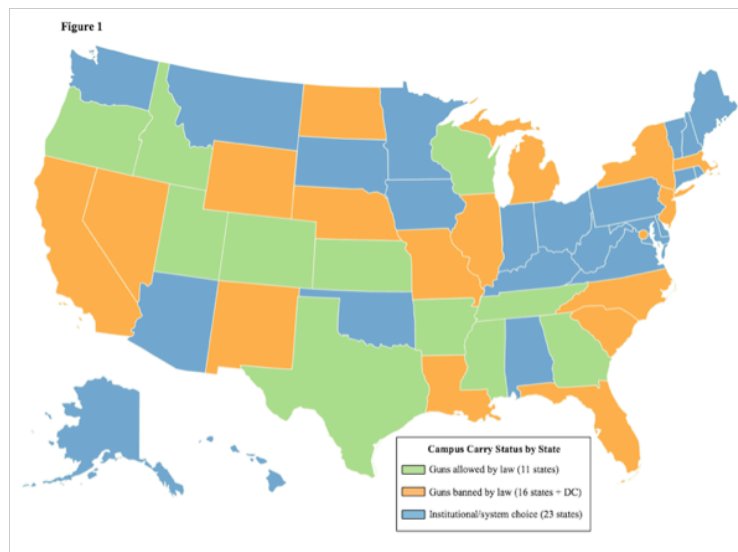 Figure 1
Campus Carry Status by State
Guns allowed by law (11 states)
Guns banned by law (16 states + DC)
Institutional/system choice (23 states)